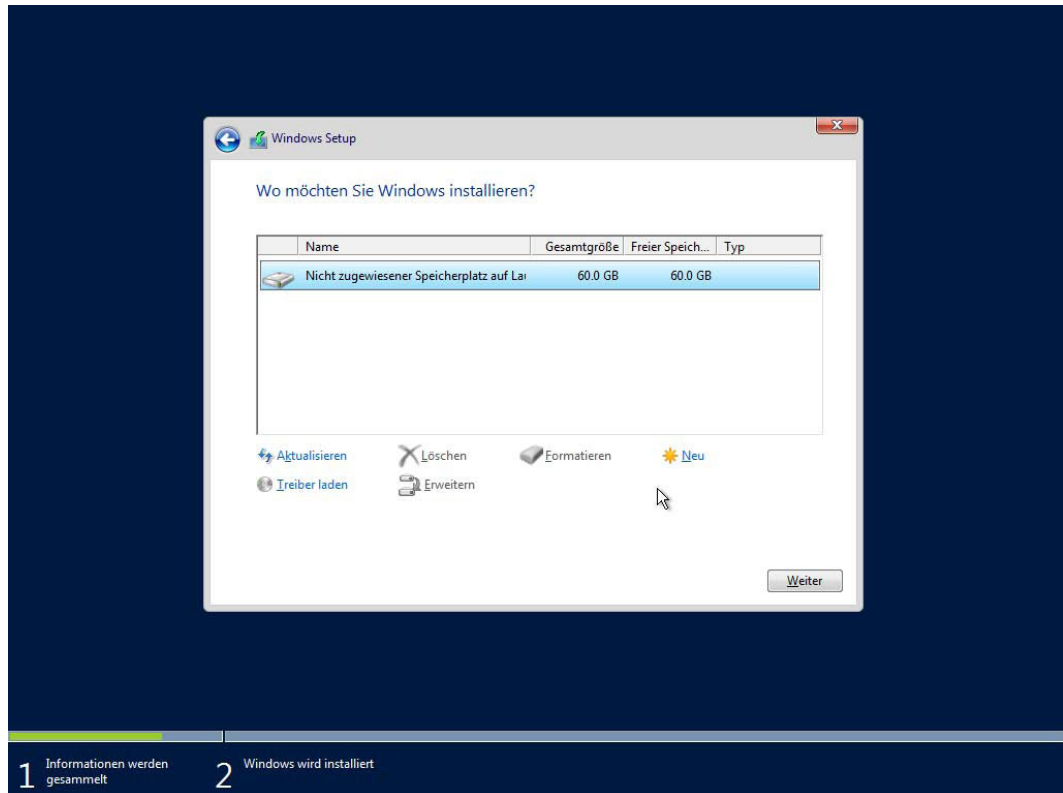 Windows Setup
Wo möchten Sie Windows installieren?
Name Gesamtgröße Freier Speich... Typ
Nicht zugewiesener Speicherplatz auf Lau 60.0 GB 60.0 GB
Aktualisieren Löschen Formatieren Neu
Treiber laden Erweitern
Weiter
1 Informationen werden gesammelt 2 Windows wird installiert